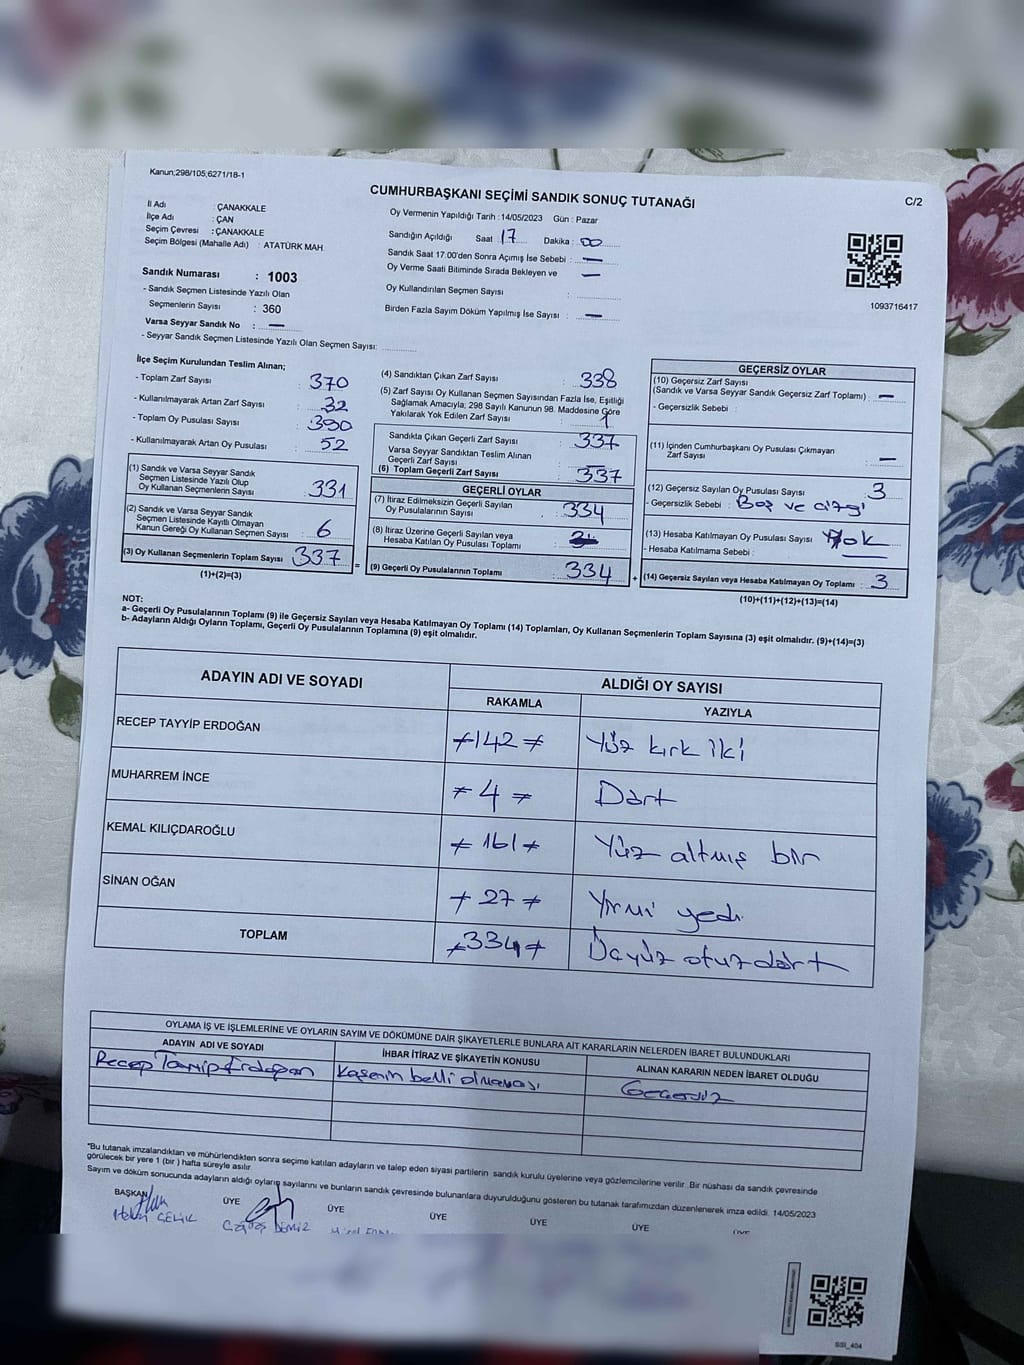 Kanun;298/105;6271/18-1
CUMHURBAŞKANI SEÇİMİ SANDIK SONUÇ TUTANAĞI
C/2
İl Adı : ÇANAKKALE
İlçe Adı : ÇAN
Seçim Çevresi : ÇANAKKALE
Seçim Bölgesi (Mahalle Adı) : ATATÜRK MAH.
Sandık Numarası : 1003
- Sandık Seçmen Listesinde Yazılı Olan
Seçmenlerin Sayısı : 360
Varsa Seyyar Sandık No : —
- Seyyar Sandık Seçmen Listesinde Yazılı Olan Seçmen Sayısı:
Oy Vermenin Yapıldığı Tarih : 14/05/2023 Gün : Pazar
Sandığın Açıldığı Saat 17 Dakika : 00
Sandık Saat 17.00'den Sonra Açımış İse Sebebi : —
Oy Verme Saati Bitiminde Sırada Bekleyen ve —
Oy Kullandırılan Seçmen Sayısı :
Birden Fazla Sayım Döküm Yapılmış İse Sayısı : —
1093716417
İlçe Seçim Kurulundan Teslim Alınan;
- Toplam Zarf Sayısı : 370
- Kullanılmayarak Artan Zarf Sayısı : 32
- Toplam Oy Pusulası Sayısı : 390
- Kullanılmayarak Artan Oy Pusulası : 52
(1) Sandık ve Varsa Seyyar Sandık
Seçmen Listesinde Yazılı Olup
Oy Kullanan Seçmenlerin Sayısı : 331
(2) Sandık ve Varsa Seyyar Sandık
Seçmen Listesinde Kayıtlı Olmayan
Kanun Gereği Oy Kullanan Seçmen Sayısı : 6
(3) Oy Kullanan Seçmenlerin Toplam Sayısı : 337
(1)+(2)=(3)
=
(4) Sandıktan Çıkan Zarf Sayısı : 338
(5) Zarf Sayısı Oy Kullanan Seçmen Sayısından Fazla İse, Eşitliği
Sağlamak Amacıyla; 298 Sayılı Kanunun 98. Maddesine Göre
Yakılarak Yok Edilen Zarf Sayısı : 1
Sandıkta Çıkan Geçerli Zarf Sayısı : 337
Varsa Seyyar Sandıktan Teslim Alınan
Geçerli Zarf Sayısı :
(6) Toplam Geçerli Zarf Sayısı : 337
GEÇERLİ OYLAR
(7) İtiraz Edilmeksizin Geçerli Sayılan
Oy Pusulalarının Sayısı : 334
(8) İtiraz Üzerine Geçerli Sayılan veya
Hesaba Katılan Oy Pusulası Toplamı :
(9) Geçerli Oy Pusulalarının Toplamı : 334
+
GEÇERSİZ OYLAR
(10) Geçersiz Zarf Sayısı
(Sandık ve Varsa Seyyar Sandık Geçersiz Zarf Toplamı) : —
- Geçersizlik Sebebi :
(11) İçinden Cumhurbaşkanı Oy Pusulası Çıkmayan
Zarf Sayısı : —
(12) Geçersiz Sayılan Oy Pusulası Sayısı : 3
- Geçersizlik Sebebi : Boş ve çizgi
(13) Hesaba Katılmayan Oy Pusulası Sayısı : Yok
- Hesaba Katılmama Sebebi : —
(14) Geçersiz Sayılan veya Hesaba Katılmayan Oy Toplamı : 3
(10)+(11)+(12)+(13)=(14)
NOT:
a- Geçerli Oy Pusulalarının Toplamı (9) ile Geçersiz Sayılan veya Hesaba Katılmayan Oy Toplamı (14) Toplamları, Oy Kullanan Seçmenlerin Toplam Sayısına (3) eşit olmalıdır. (9)+(14)=(3)
b- Adayların Aldığı Oyların Toplamı, Geçerli Oy Pusulalarının Toplamına (9) eşit olmalıdır.
ADAYIN ADI VE SOYADI
ALDIĞI OY SAYISI
RAKAMLA YAZIYLA
RECEP TAYYİP ERDOĞAN ≠142≠ Yüz kırk iki
MUHARREM İNCE ≠4≠ Dört
KEMAL KILIÇDAROĞLU ≠161≠ Yüz altmış bir
SİNAN OĞAN ≠27≠ Yirmi yedi
TOPLAM ≠334≠ Üçyüz otuzdört
OYLAMA İŞ VE İŞLEMLERİNE VE OYLARIN SAYIM VE DÖKÜMÜNE DAİR ŞİKAYETLERLE BUNLARA AİT KARARLARIN NELERDEN İBARET BULUNDUKLARI
ADAYIN ADI VE SOYADI İHBAR İTİRAZ VE ŞİKAYETİN KONUSU ALINAN KARARIN NEDEN İBARET OLDUĞU
Recep Tayyip Erdoğan Kaşenin belli olmaması Geçersiz
"Bu tutanak imzalandıktan ve mühürlendikten sonra seçime katılan adayların ve talep eden siyasi partilerin sandık kurulu üyelerine veya gözlemcilerine verilir. Bir nüshası da sandık çevresinde
görülecek bir yere 1 (bir) hafta süreyle asılır.
Sayım ve döküm sonucunda adayların aldığı oyların sayılarını ve bunların sandık çevresinde bulunanlara duyurulduğunu gösteren bu tutanak tarafımızdan düzenlenerek imza edildi. 14/05/2023
BAŞKAN ÜYE ÜYE ÜYE ÜYE ÜYE ÜYE
ÇELİK DEMİZ
SSI_404